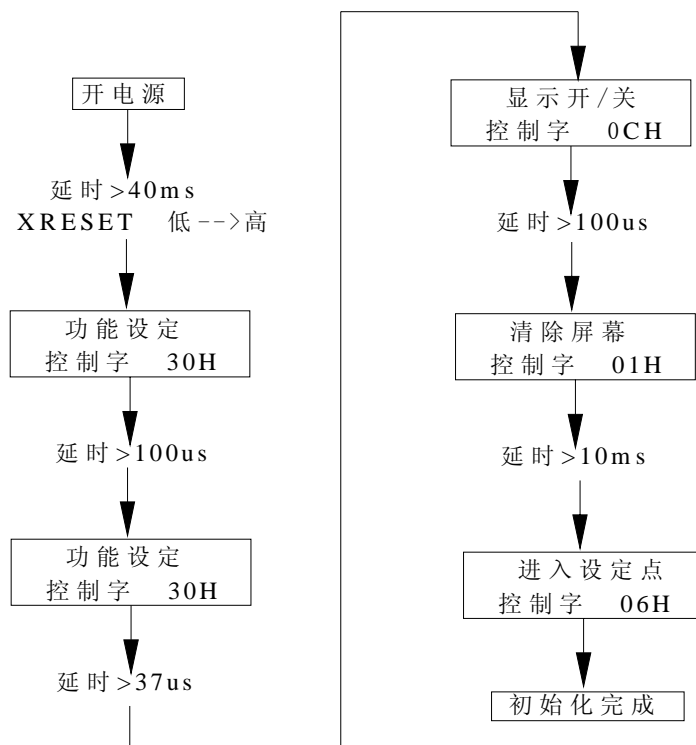 开电源
延时>40ms
XRESET 低-->高
功能设定
控制字 30H
延时>100us
功能设定
控制字 30H
延时>37us
显示开/关
控制字 0CH
延时>100us
清除屏幕
控制字 01H
延时>10ms
进入设定点
控制字 06H
初始化完成